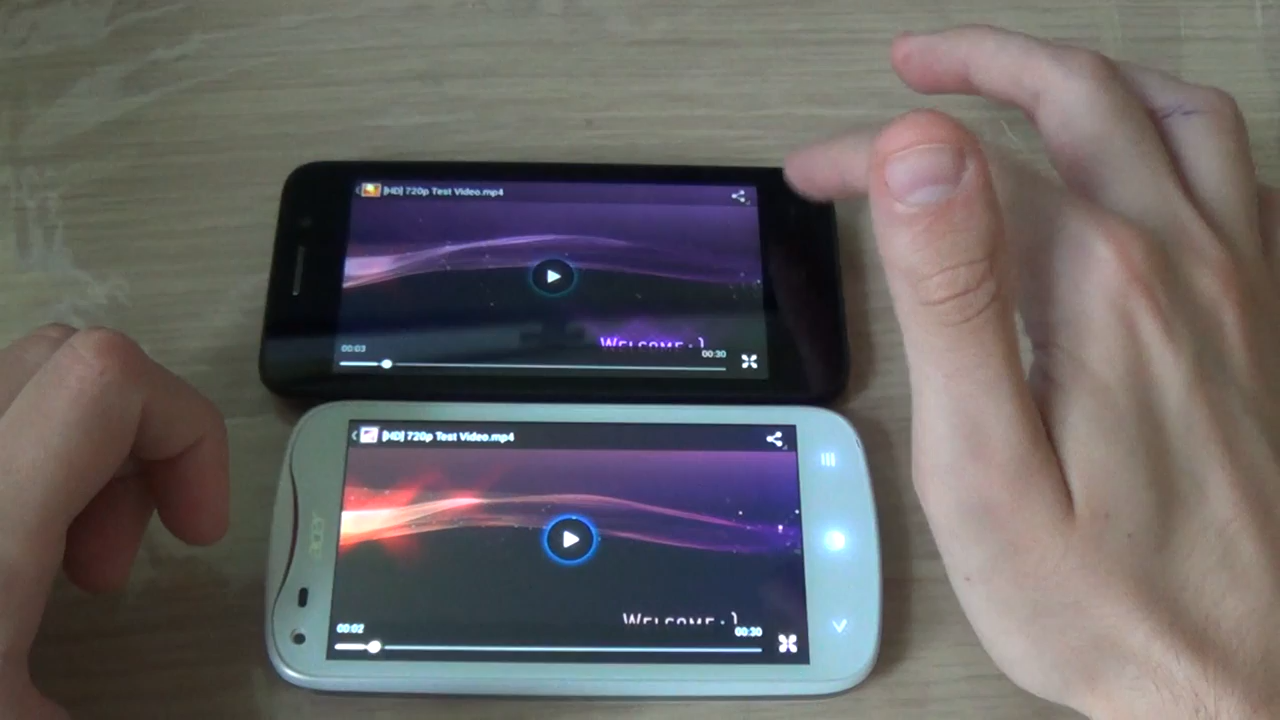 [HD] 720p Test Video.mp4
WELCOME :)
00:03
00:30
acer
[HD] 720p Test Video.mp4
WELCOME :)
00:02
00:30